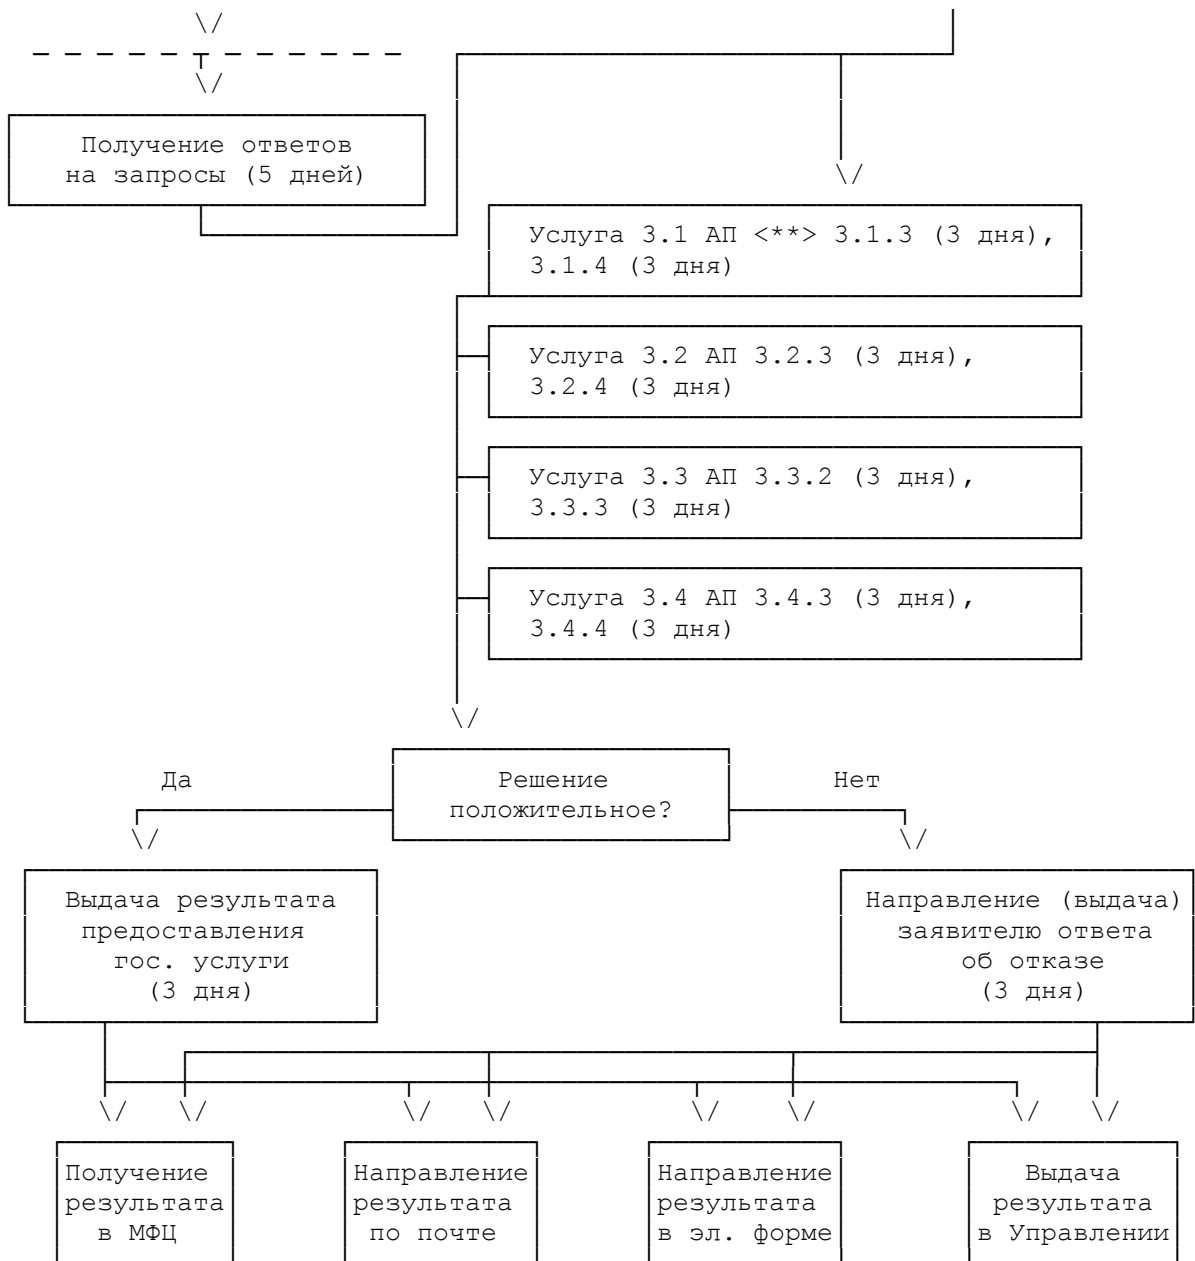 Получение ответов
на запросы (5 дней)
Услуга 3.1 АП <**> 3.1.3 (3 дня),
3.1.4 (3 дня)
Услуга 3.2 АП 3.2.3 (3 дня),
3.2.4 (3 дня)
Услуга 3.3 АП 3.3.2 (3 дня),
3.3.3 (3 дня)
Услуга 3.4 АП 3.4.3 (3 дня),
3.4.4 (3 дня)
Да
Решение
положительное?
Нет
Выдача результата
предоставления
гос. услуги
(3 дня)
Направление (выдача)
заявителю ответа
об отказе
(3 дня)
Получение
результата
в МФЦ
Направление
результата
по почте
Направление
результата
в эл. форме
Выдача
результата
в Управлении